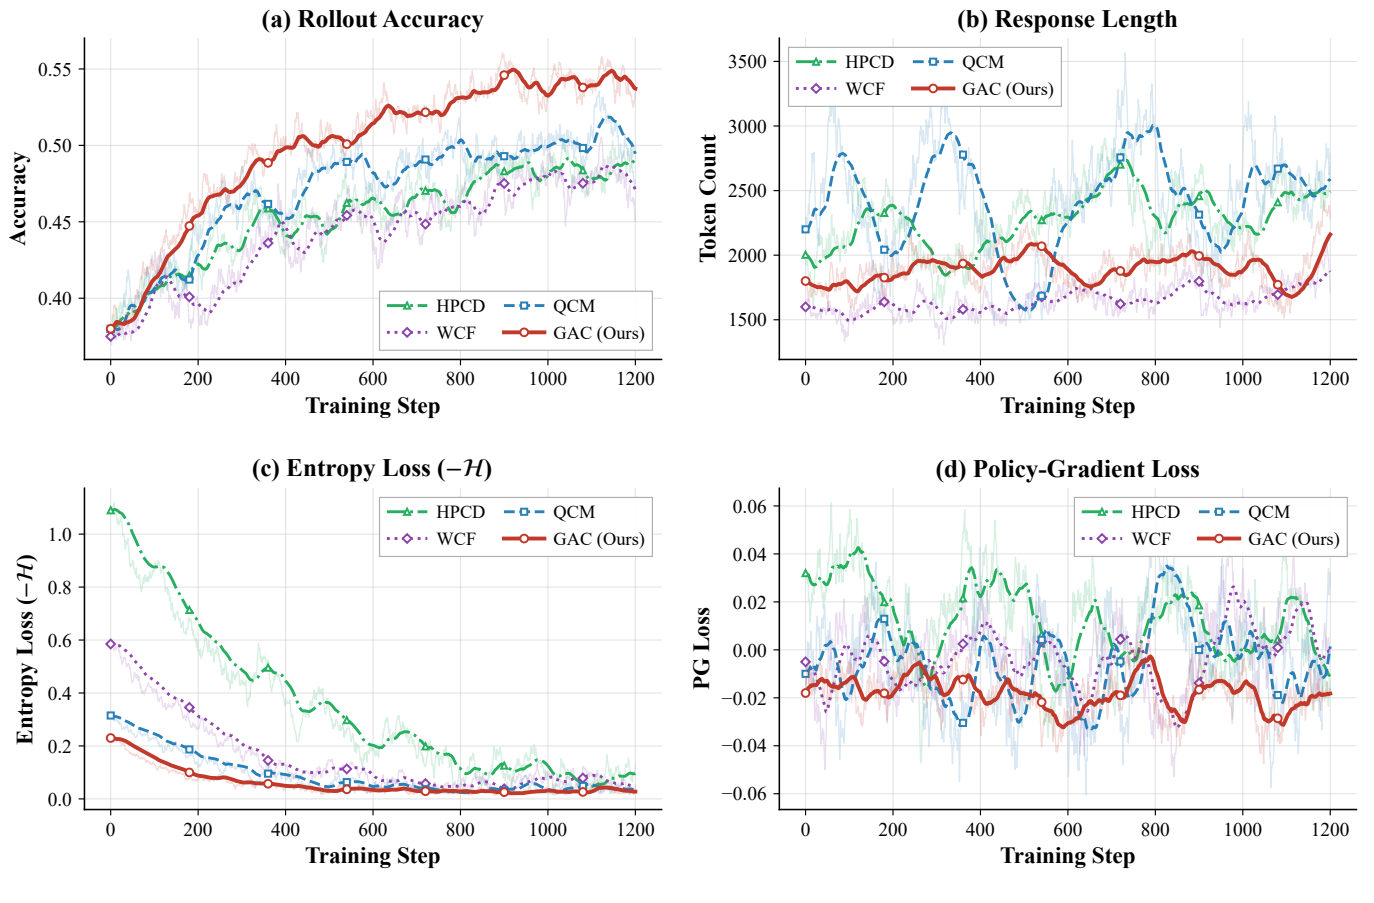 (a) Rollout Accuracy
Accuracy
0.55
0.50
0.45
0.40
0 200 400 600 800 1000 1200
Training Step
HPCD QCM
WCF GAC (Ours)
(b) Response Length
Token Count
3500
3000
2500
2000
1500
0 200 400 600 800 1000 1200
Training Step
HPCD QCM
WCF GAC (Ours)
(c) Entropy Loss (−ℋ)
Entropy Loss (−ℋ)
1.0
0.8
0.6
0.4
0.2
0.0
0 200 400 600 800 1000 1200
Training Step
HPCD QCM
WCF GAC (Ours)
(d) Policy-Gradient Loss
PG Loss
0.06
0.04
0.02
0.00
−0.02
−0.04
−0.06
0 200 400 600 800 1000 1200
Training Step
HPCD QCM
WCF GAC (Ours)